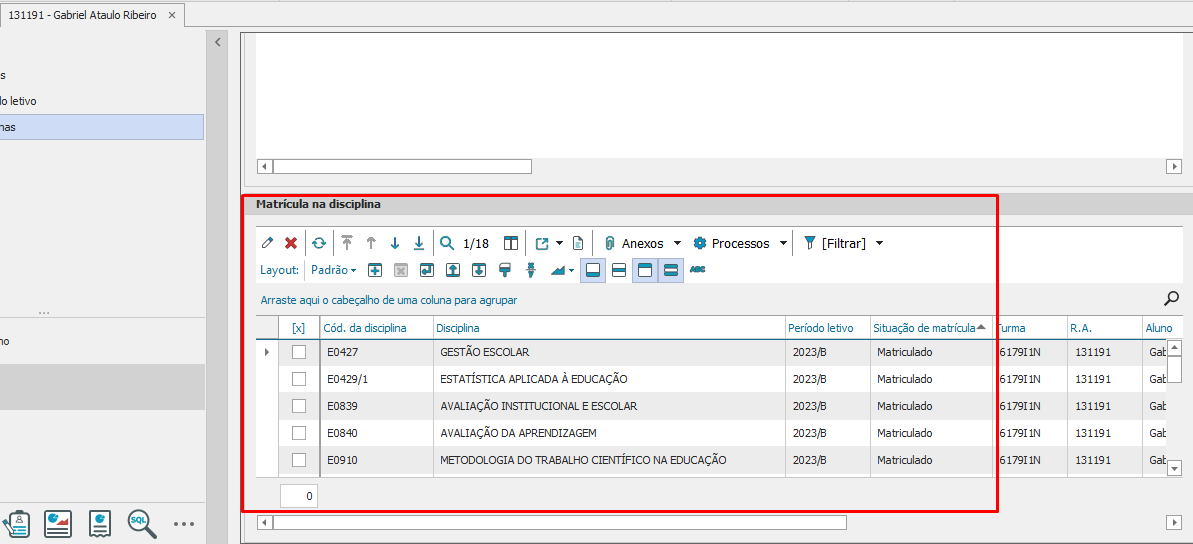 131191 - Gabriel Ataulo Ribeiro
s
lo letivo
nas
no
Matrícula na disciplina
1/18 Anexos Processos [Filtrar]
Layout: Padrão ABC
Arraste aqui o cabeçalho de uma coluna para agrupar
[x] Cód. da disciplina Disciplina Período letivo Situação de matrícula Turma R.A. Aluno
E0427 GESTÃO ESCOLAR 2023/B Matriculado 6179I1N 131191 Gab
E0429/1 ESTATÍSTICA APLICADA À EDUCAÇÃO 2023/B Matriculado 6179I1N 131191 Gab
E0839 AVALIAÇÃO INSTITUCIONAL E ESCOLAR 2023/B Matriculado 6179I1N 131191 Gab
E0840 AVALIAÇÃO DA APRENDIZAGEM 2023/B Matriculado 6179I1N 131191 Gab
E0910 METODOLOGIA DO TRABALHO CIENTÍFICO NA EDUCAÇÃO 2023/B Matriculado 6179I1N 131191 Gab
0
SQL